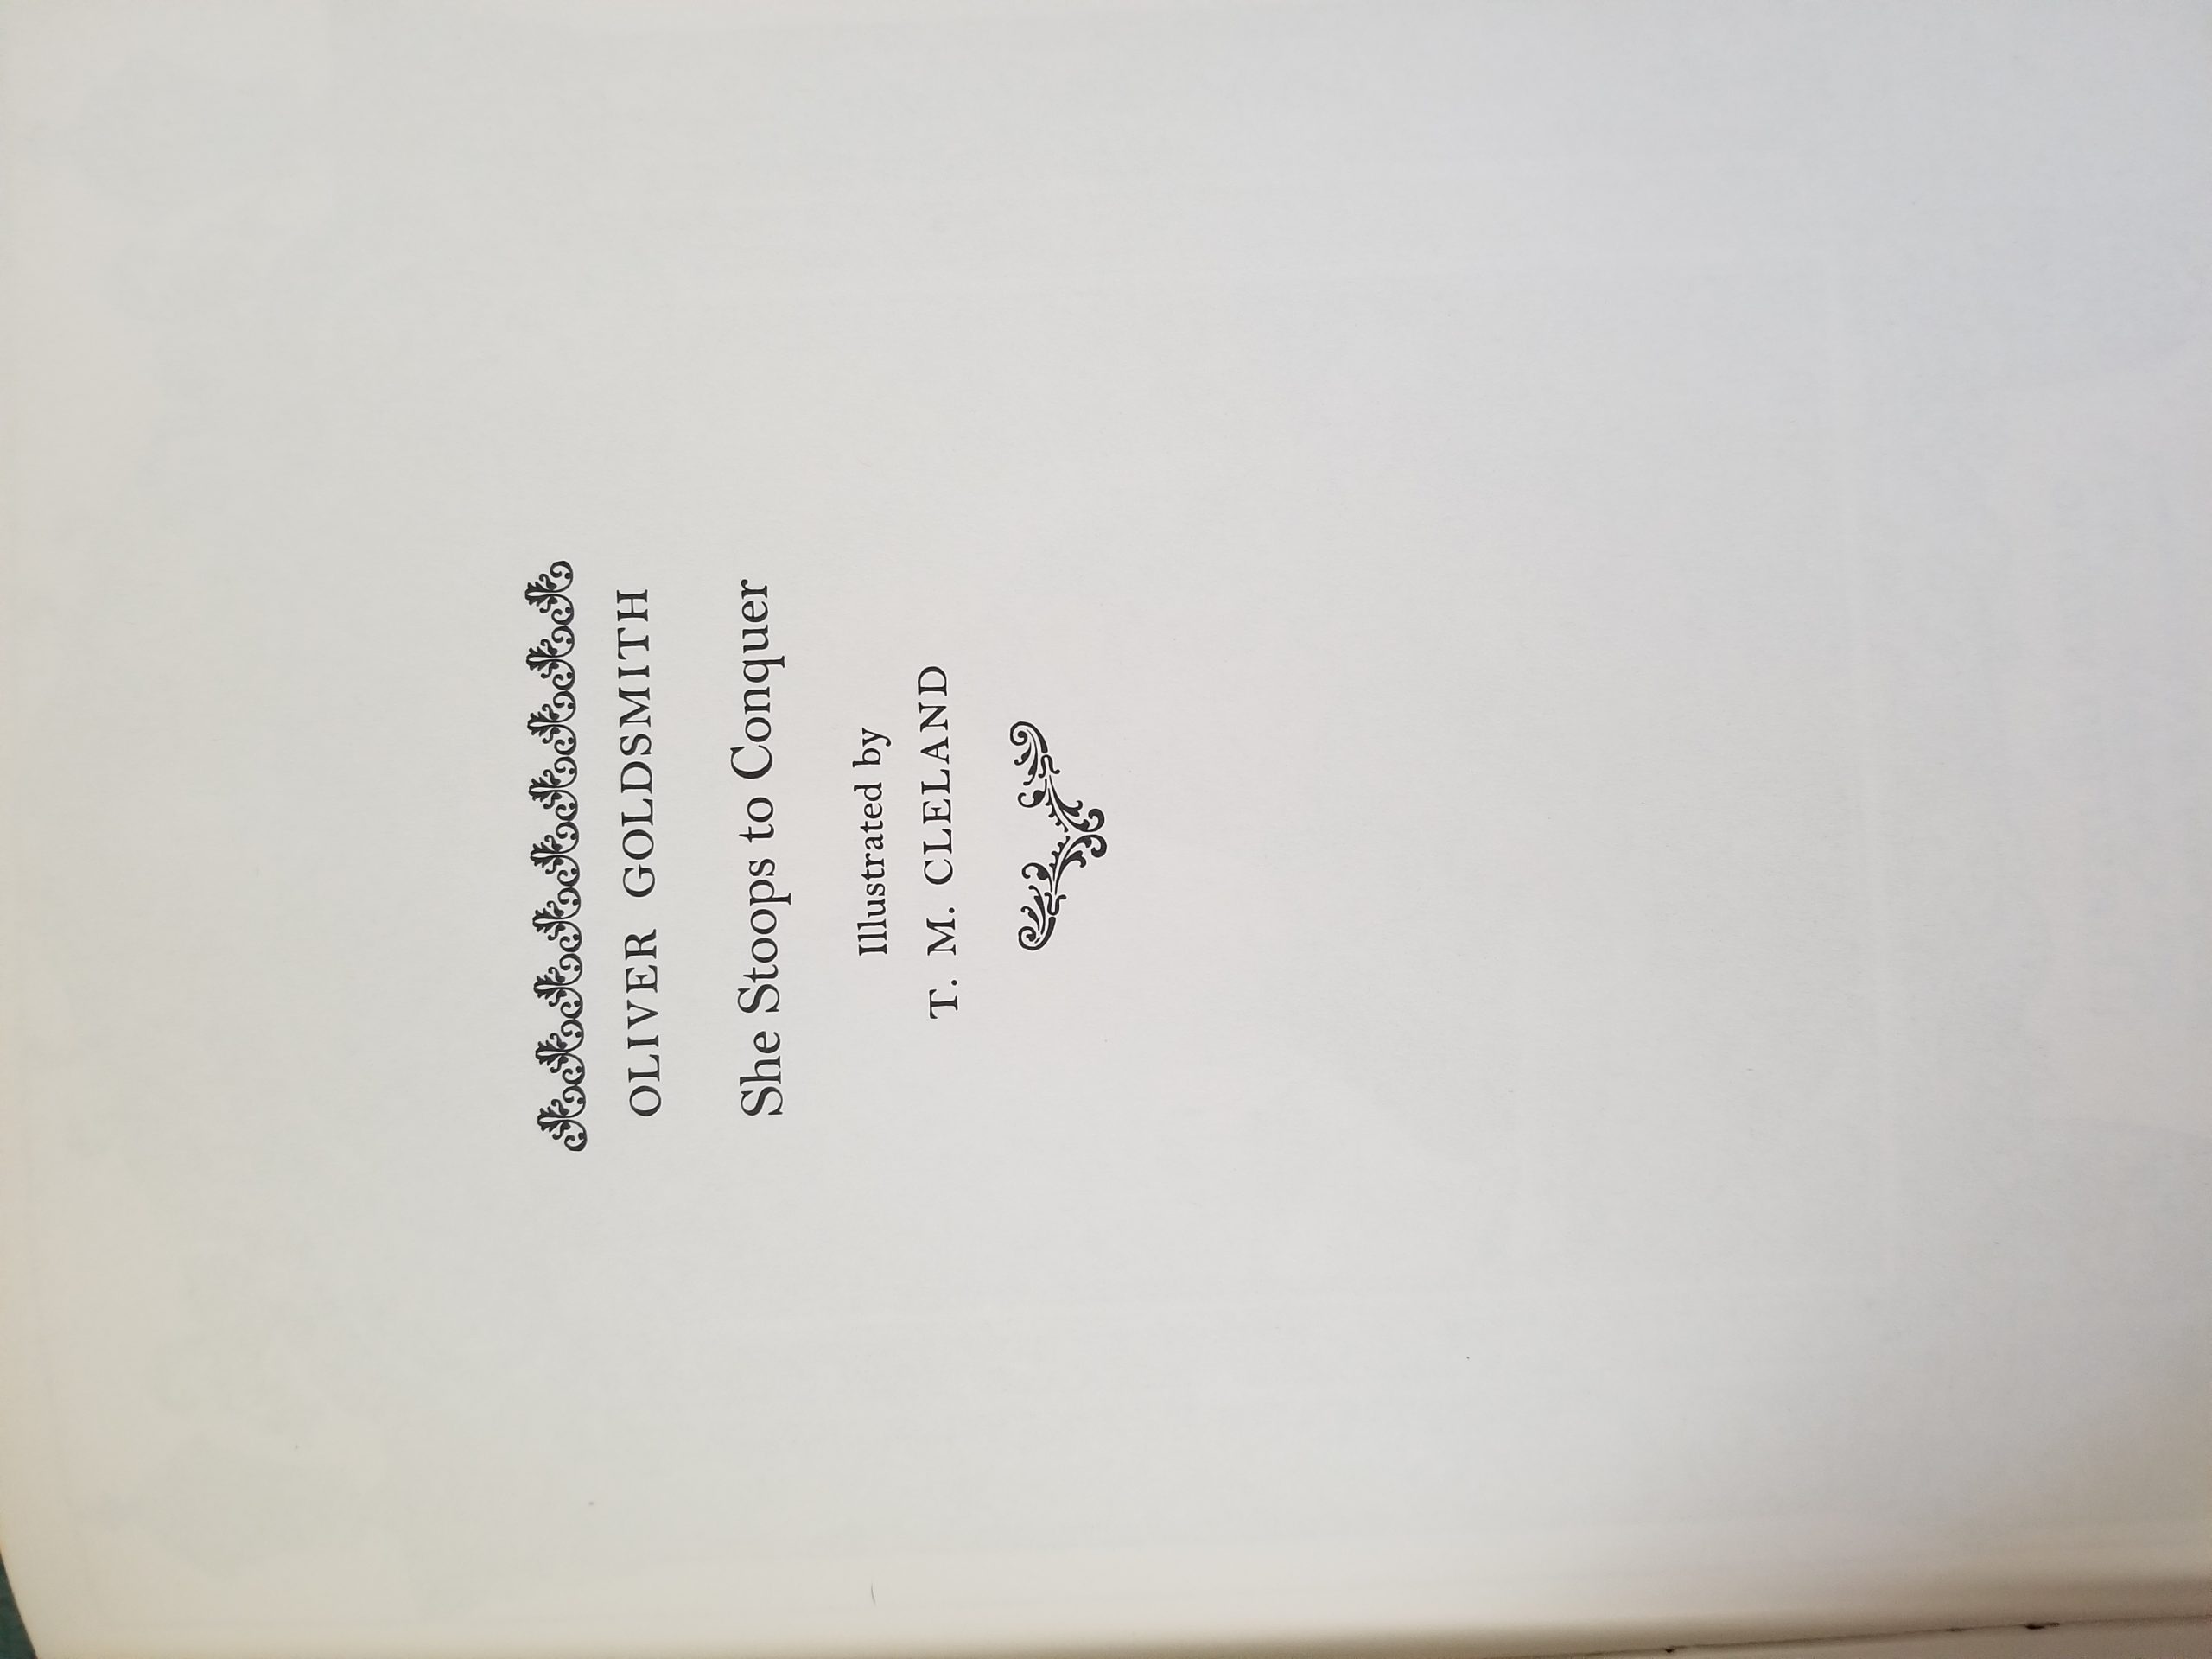 OLIVER GOLDSMITH
She Stoops to Conquer
Illustrated by
T. M. CLELAND